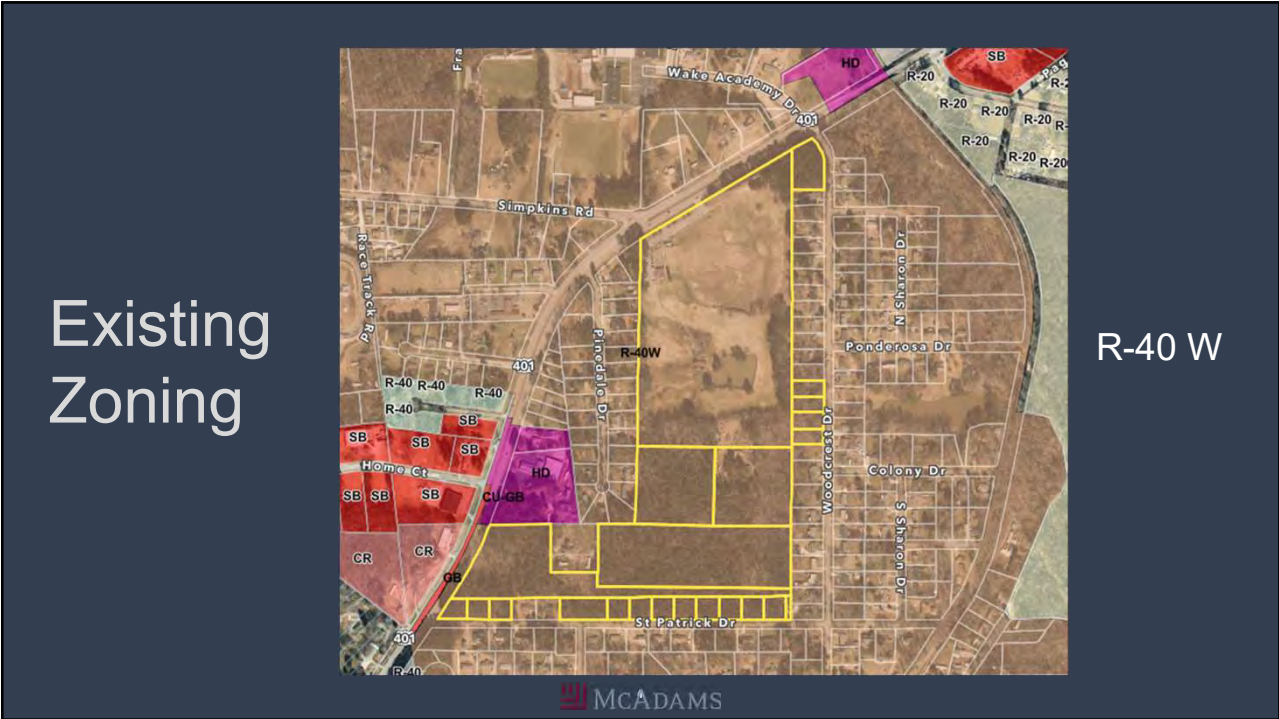 Existing
Zoning
R-40 W
Fra
Wake Academy Dr
HD
401
R-20
SB
R-20
R-20
R-20
R-20
R-20
R-20
Simpkins Rd
Race Track Rd
N Sharon Dr
Pinedale Dr
R-40W
Ponderosa Dr
401
R-40
R-40
R-40
R-40
SB
SB
SB
SB
Home Ct
HD
SB
SB
SB
CU-GB
Woodcrest Dr
Colony Dr
S Sharon Dr
CR
CR
GB
St Patrick Dr
401
R-40
McADAMS